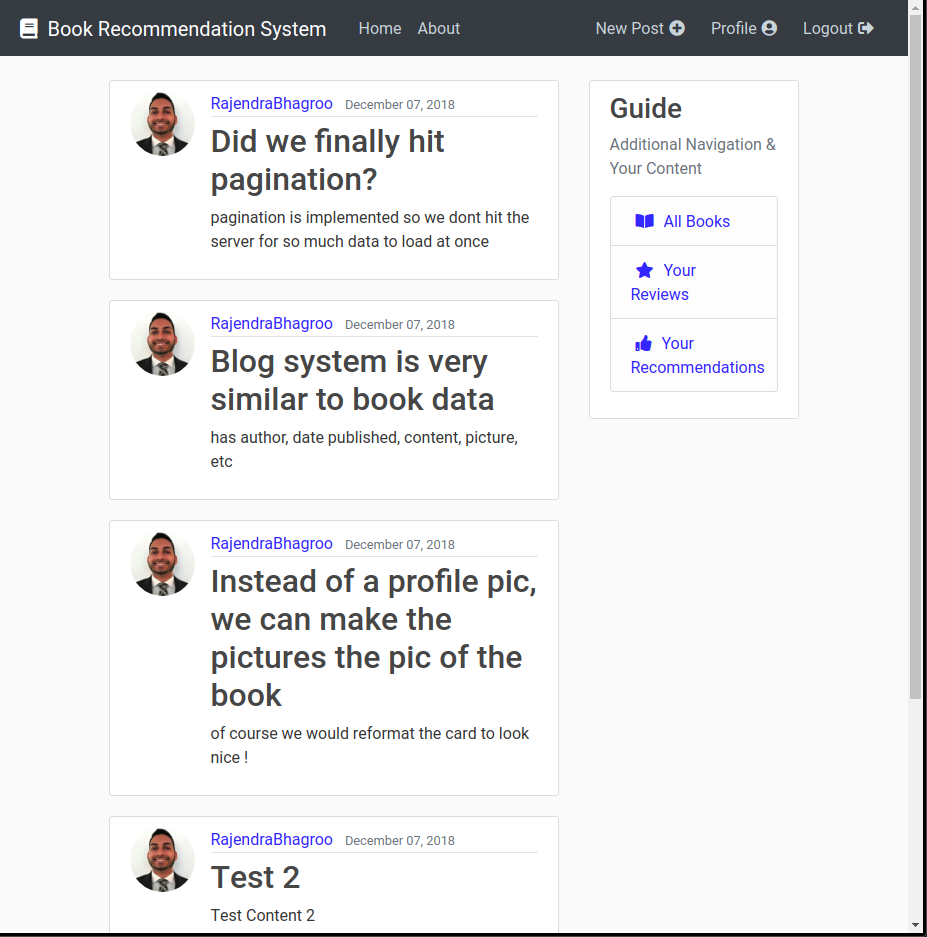 Book Recommendation System Home About New Post Profile Logout
RajendraBhagroo December 07, 2018
Did we finally hit
pagination?
pagination is implemented so we dont hit the
server for so much data to load at once
RajendraBhagroo December 07, 2018
Blog system is very
similar to book data
has author, date published, content, picture,
etc
RajendraBhagroo December 07, 2018
Instead of a profile pic,
we can make the
pictures the pic of the
book
of course we would reformat the card to look
nice !
RajendraBhagroo December 07, 2018
Test 2
Test Content 2
Guide
Additional Navigation &
Your Content
All Books
Your
Reviews
Your
Recommendations